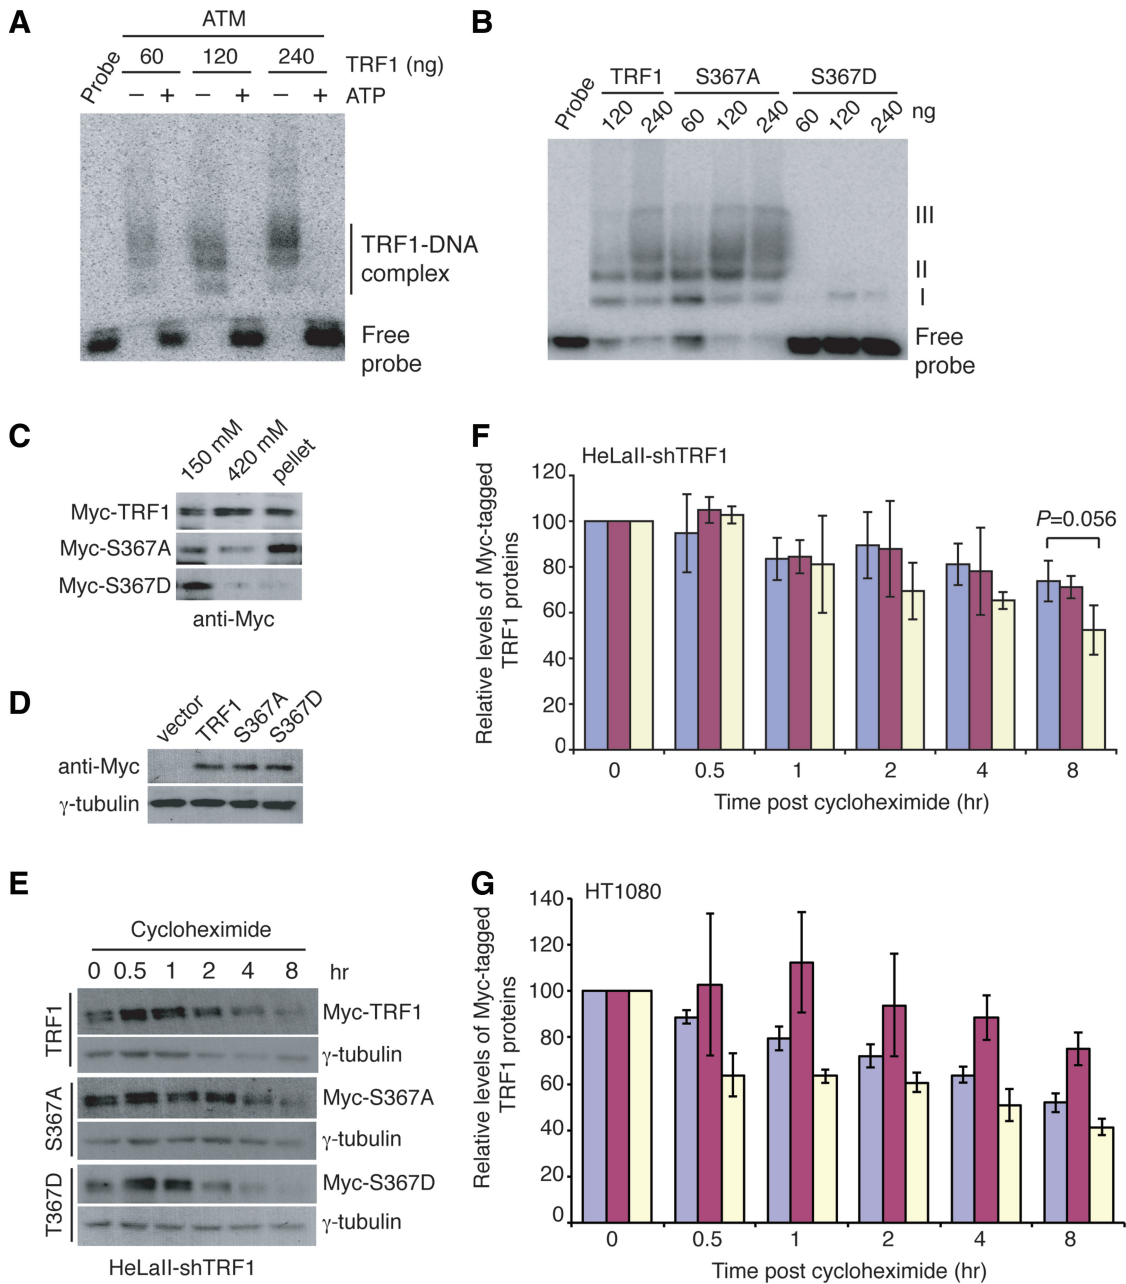 A
ATM
60 120 240 TRF1 (ng)
Probe − + − + − + ATP
TRF1-DNA
complex
Free
probe
B
TRF1 S367A S367D
Probe 120 240 60 120 240 60 120 240 ng
III
II
I
Free
probe
C
150 mM 420 mM pellet
Myc-TRF1
Myc-S367A
Myc-S367D
anti-Myc
D
vector TRF1 S367A S367D
anti-Myc
γ-tubulin
E
Cycloheximide
0 0.5 1 2 4 8 hr
TRF1
Myc-TRF1
γ-tubulin
S367A
Myc-S367A
γ-tubulin
T367D
Myc-S367D
γ-tubulin
HeLaII-shTRF1
F
HeLaII-shTRF1
Relative levels of Myc-tagged
TRF1 proteins
120
100
80
60
40
20
0
P=0.056
0 0.5 1 2 4 8
Time post cycloheximide (hr)
G
HT1080
Relative levels of Myc-tagged
TRF1 proteins
140
120
100
80
60
40
20
0
0 0.5 1 2 4 8
Time post cycloheximide (hr)